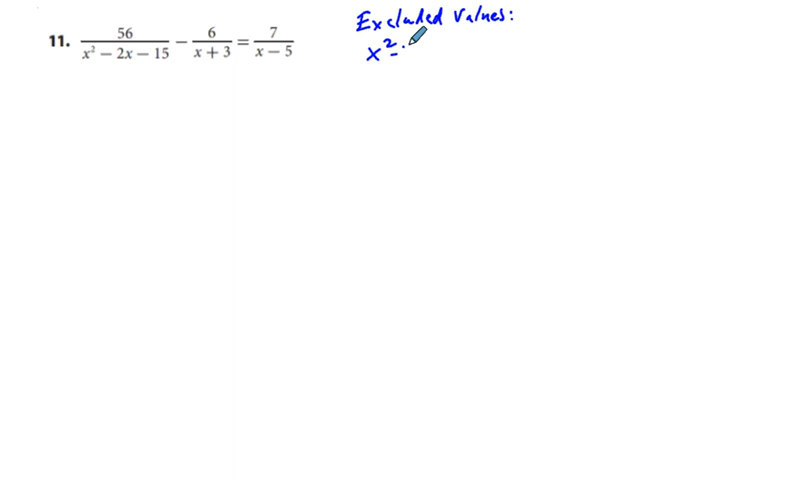 Excluded Values:
11. 56/(x² − 2x − 15) − 6/(x + 3) = 7/(x − 5)
x² -